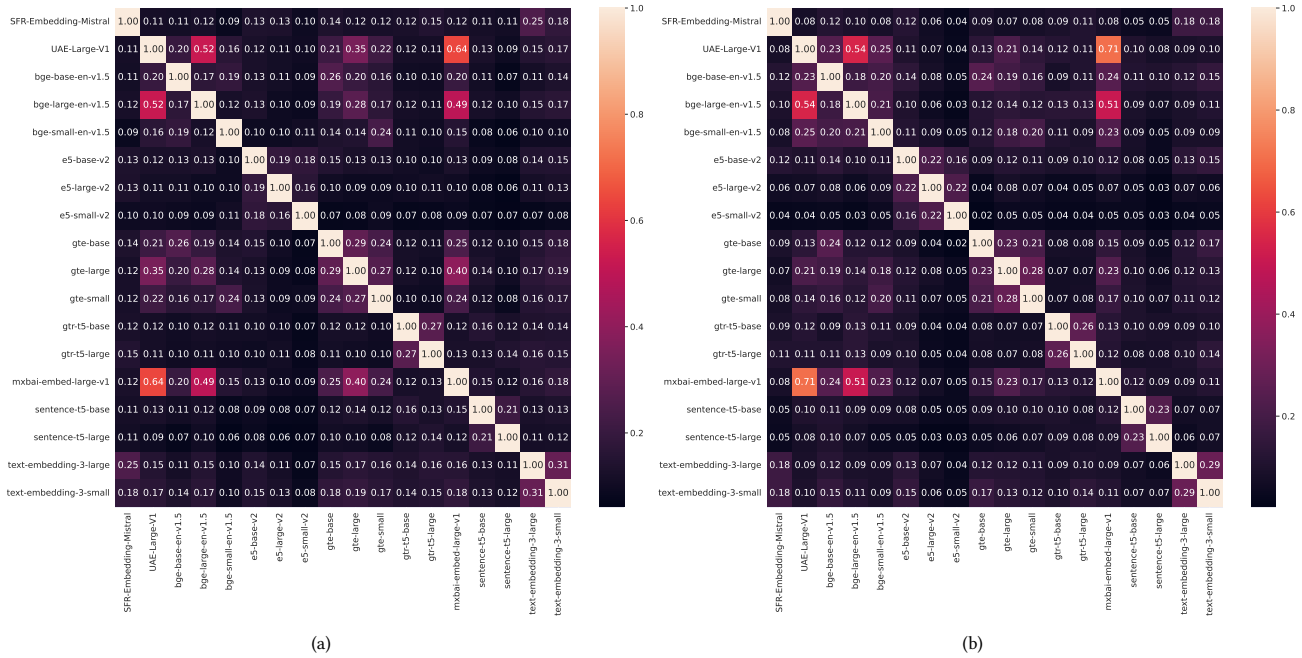 SFR-Embedding-Mistral 1.00 0.11 0.11 0.12 0.09 0.13 0.13 0.10 0.14 0.12 0.12 0.12 0.15 0.12 0.11 0.11 0.25 0.18
UAE-Large-V1 0.11 1.00 0.20 0.52 0.16 0.12 0.11 0.10 0.21 0.35 0.22 0.12 0.11 0.64 0.13 0.09 0.15 0.17
bge-base-en-v1.5 0.11 0.20 1.00 0.17 0.19 0.13 0.11 0.09 0.26 0.20 0.16 0.10 0.10 0.20 0.11 0.07 0.11 0.14
bge-large-en-v1.5 0.12 0.52 0.17 1.00 0.12 0.13 0.10 0.09 0.19 0.28 0.17 0.12 0.11 0.49 0.12 0.10 0.15 0.17
bge-small-en-v1.5 0.09 0.16 0.19 0.12 1.00 0.10 0.10 0.11 0.14 0.14 0.24 0.11 0.10 0.15 0.08 0.06 0.10 0.10
e5-base-v2 0.13 0.12 0.13 0.13 0.10 1.00 0.19 0.18 0.15 0.13 0.13 0.10 0.10 0.13 0.09 0.08 0.14 0.15
e5-large-v2 0.13 0.11 0.11 0.10 0.10 0.19 1.00 0.16 0.10 0.09 0.09 0.10 0.11 0.10 0.08 0.06 0.11 0.13
e5-small-v2 0.10 0.10 0.09 0.09 0.11 0.18 0.16 1.00 0.07 0.08 0.09 0.07 0.08 0.09 0.07 0.07 0.07 0.08
gte-base 0.14 0.21 0.26 0.19 0.14 0.15 0.10 0.07 1.00 0.29 0.24 0.12 0.11 0.25 0.12 0.10 0.15 0.18
gte-large 0.12 0.35 0.20 0.28 0.14 0.13 0.09 0.08 0.29 1.00 0.27 0.12 0.10 0.40 0.14 0.10 0.17 0.19
gte-small 0.12 0.22 0.16 0.17 0.24 0.13 0.09 0.09 0.24 0.27 1.00 0.10 0.10 0.24 0.12 0.08 0.16 0.17
gtr-t5-base 0.12 0.12 0.10 0.12 0.11 0.10 0.10 0.07 0.12 0.12 0.10 1.00 0.27 0.12 0.16 0.12 0.14 0.14
gtr-t5-large 0.15 0.11 0.10 0.11 0.10 0.10 0.11 0.08 0.11 0.10 0.10 0.27 1.00 0.13 0.13 0.14 0.16 0.15
mxbai-embed-large-v1 0.12 0.64 0.20 0.49 0.15 0.13 0.10 0.09 0.25 0.40 0.24 0.12 0.13 1.00 0.15 0.12 0.16 0.18
sentence-t5-base 0.11 0.13 0.11 0.12 0.08 0.09 0.08 0.07 0.12 0.14 0.12 0.16 0.13 0.15 1.00 0.21 0.13 0.13
sentence-t5-large 0.11 0.09 0.07 0.10 0.06 0.08 0.06 0.07 0.10 0.10 0.08 0.12 0.14 0.12 0.21 1.00 0.11 0.12
text-embedding-3-large 0.25 0.15 0.11 0.15 0.10 0.14 0.11 0.07 0.15 0.17 0.16 0.14 0.16 0.16 0.13 0.11 1.00 0.31
text-embedding-3-small 0.18 0.17 0.14 0.17 0.10 0.15 0.13 0.08 0.18 0.19 0.17 0.14 0.15 0.18 0.13 0.12 0.31 1.00
SFR-Embedding-Mistral
UAE-Large-V1
bge-base-en-v1.5
bge-large-en-v1.5
bge-small-en-v1.5
e5-base-v2
e5-large-v2
e5-small-v2
gte-base
gte-large
gte-small
gtr-t5-base
gtr-t5-large
mxbai-embed-large-v1
sentence-t5-base
sentence-t5-large
text-embedding-3-large
text-embedding-3-small
1.0
0.8
0.6
0.4
0.2
(a)
SFR-Embedding-Mistral 1.00 0.08 0.12 0.10 0.08 0.12 0.06 0.04 0.09 0.07 0.08 0.09 0.11 0.08 0.05 0.05 0.18 0.18
UAE-Large-V1 0.08 1.00 0.23 0.54 0.25 0.11 0.07 0.04 0.13 0.21 0.14 0.12 0.11 0.71 0.10 0.08 0.09 0.10
bge-base-en-v1.5 0.12 0.23 1.00 0.18 0.20 0.14 0.08 0.05 0.24 0.19 0.16 0.09 0.11 0.24 0.11 0.10 0.12 0.15
bge-large-en-v1.5 0.10 0.54 0.18 1.00 0.21 0.10 0.06 0.03 0.12 0.14 0.12 0.13 0.13 0.51 0.09 0.07 0.09 0.11
bge-small-en-v1.5 0.08 0.25 0.20 0.21 1.00 0.11 0.09 0.05 0.12 0.18 0.20 0.11 0.09 0.23 0.09 0.05 0.09 0.09
e5-base-v2 0.12 0.11 0.14 0.10 0.11 1.00 0.22 0.16 0.09 0.12 0.11 0.09 0.09 0.12 0.08 0.05 0.13 0.15
e5-large-v2 0.06 0.07 0.08 0.06 0.09 0.22 1.00 0.22 0.04 0.08 0.07 0.04 0.04 0.07 0.05 0.03 0.07 0.06
e5-small-v2 0.04 0.04 0.05 0.03 0.05 0.16 0.22 1.00 0.02 0.05 0.05 0.04 0.04 0.05 0.05 0.03 0.04 0.05
gte-base 0.09 0.13 0.24 0.12 0.12 0.09 0.04 0.02 1.00 0.23 0.21 0.08 0.08 0.15 0.09 0.05 0.12 0.17
gte-large 0.07 0.21 0.19 0.14 0.18 0.12 0.08 0.05 0.23 1.00 0.28 0.07 0.07 0.23 0.10 0.06 0.12 0.13
gte-small 0.08 0.14 0.16 0.12 0.20 0.11 0.07 0.05 0.21 0.28 1.00 0.07 0.08 0.17 0.10 0.07 0.11 0.12
gtr-t5-base 0.09 0.12 0.09 0.13 0.11 0.09 0.04 0.04 0.08 0.07 0.07 1.00 0.26 0.13 0.10 0.09 0.09 0.10
gtr-t5-large 0.11 0.11 0.11 0.13 0.09 0.09 0.04 0.04 0.08 0.07 0.08 0.26 1.00 0.12 0.08 0.08 0.10 0.14
mxbai-embed-large-v1 0.08 0.71 0.24 0.51 0.23 0.12 0.07 0.05 0.15 0.23 0.17 0.13 0.12 1.00 0.12 0.09 0.09 0.11
sentence-t5-base 0.05 0.10 0.11 0.09 0.09 0.08 0.05 0.05 0.09 0.10 0.10 0.10 0.08 0.12 1.00 0.23 0.07 0.07
sentence-t5-large 0.05 0.08 0.10 0.07 0.05 0.05 0.03 0.03 0.05 0.06 0.07 0.09 0.08 0.09 0.23 1.00 0.06 0.07
text-embedding-3-large 0.18 0.09 0.12 0.09 0.09 0.13 0.07 0.04 0.12 0.12 0.11 0.09 0.10 0.09 0.07 0.06 1.00 0.29
text-embedding-3-small 0.18 0.10 0.15 0.11 0.09 0.15 0.06 0.05 0.17 0.13 0.12 0.10 0.14 0.11 0.07 0.07 0.29 1.00
SFR-Embedding-Mistral
UAE-Large-V1
bge-base-en-v1.5
bge-large-en-v1.5
bge-small-en-v1.5
e5-base-v2
e5-large-v2
e5-small-v2
gte-base
gte-large
gte-small
gtr-t5-base
gtr-t5-large
mxbai-embed-large-v1
sentence-t5-base
sentence-t5-large
text-embedding-3-large
text-embedding-3-small
1.0
0.8
0.6
0.4
0.2
(b)